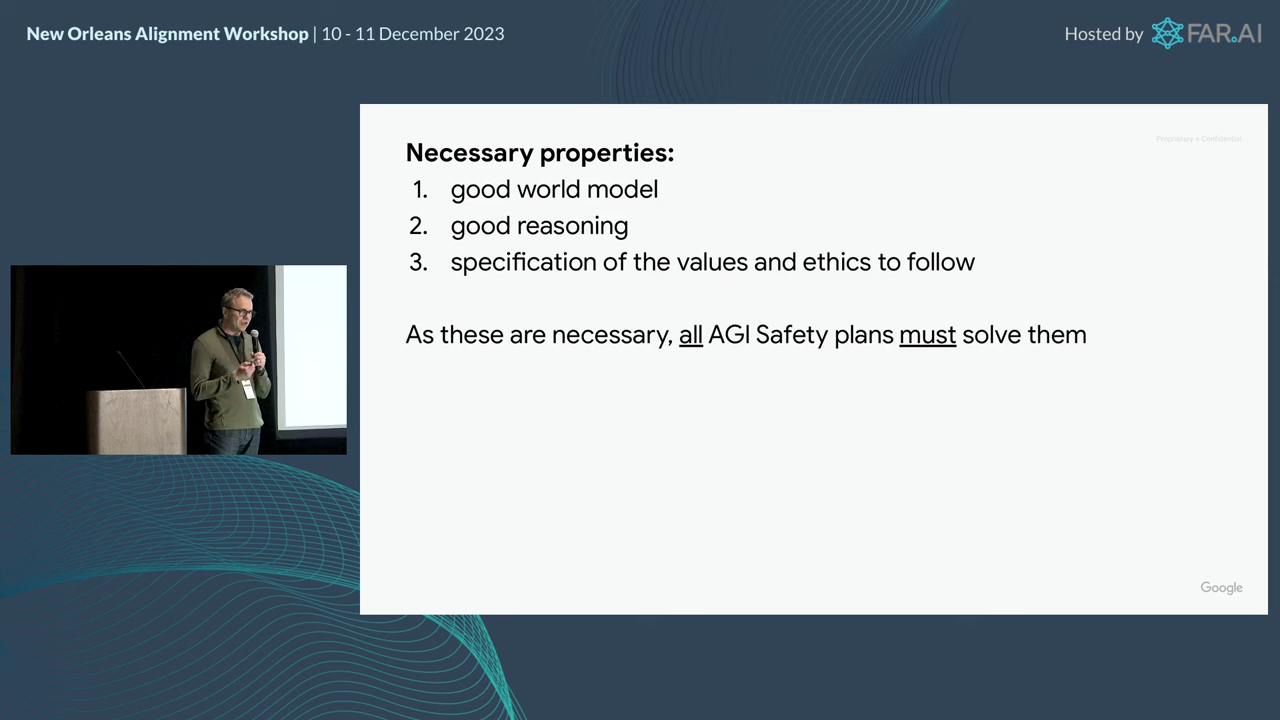 New Orleans Alignment Workshop | 10 - 11 December 2023
Hosted by FAR.AI
Proprietary + Confidential
Necessary properties:
1. good world model
2. good reasoning
3. specification of the values and ethics to follow
As these are necessary, all AGI Safety plans must solve them
Google